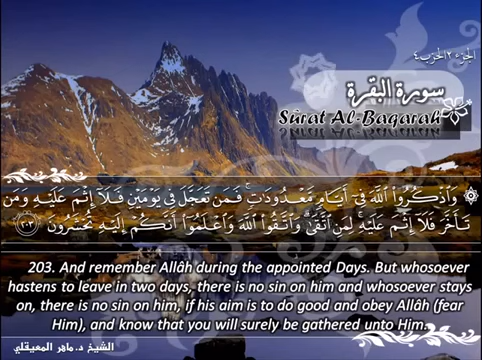 الجزء ٢ الحزب ٤
سورة البقرة
Sûrat Al-Baqarah
۞ وَاذْكُرُوا اللَّهَ فِي أَيَّامٍ مَعْدُودَاتٍ ۚ فَمَنْ تَعَجَّلَ فِي يَوْمَيْنِ فَلَا إِثْمَ عَلَيْهِ وَمَنْ
تَأَخَّرَ فَلَا إِثْمَ عَلَيْهِ ۚ لِمَنِ اتَّقَىٰ ۗ وَاتَّقُوا اللَّهَ وَاعْلَمُوا أَنَّكُمْ إِلَيْهِ تُحْشَرُونَ ٢٠٣
203. And remember Allâh during the appointed Days. But whosoever
hastens to leave in two days, there is no sin on him and whosoever stays
on, there is no sin on him, if his aim is to do good and obey Allâh (fear
Him), and know that you will surely be gathered unto Him.
الشيخ د. ماهر المعيقلي